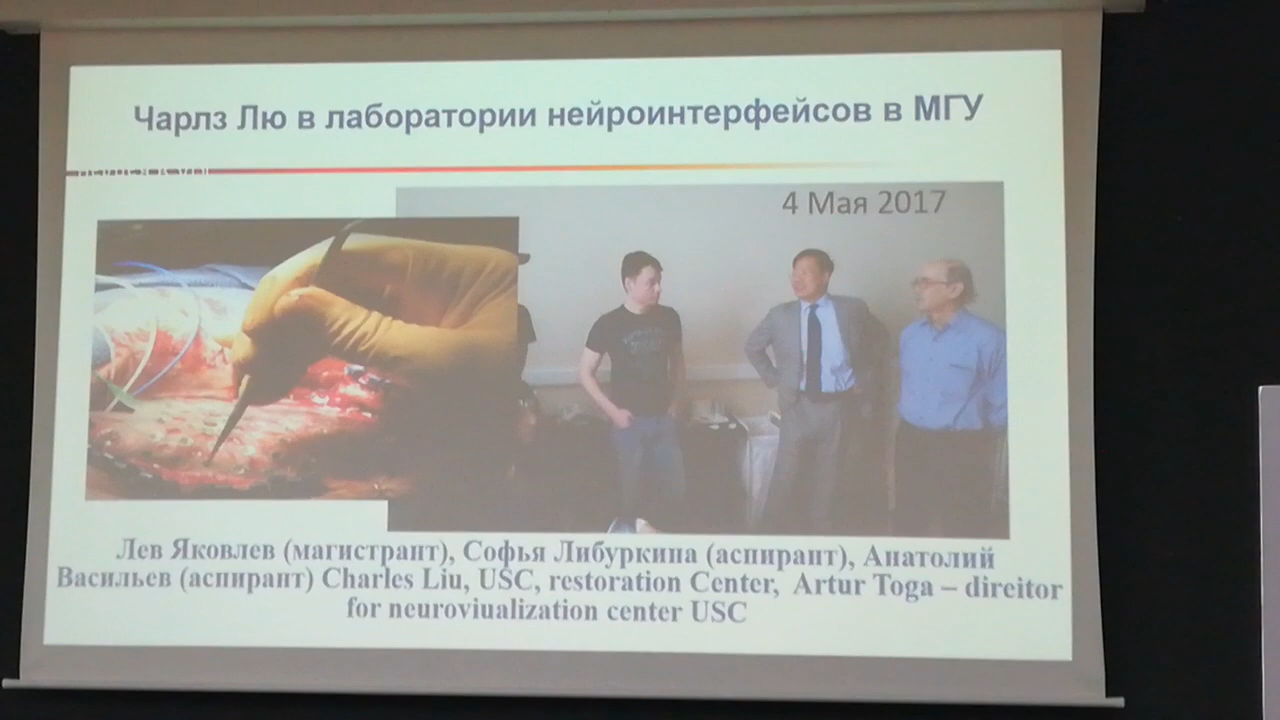 Чарлз Лю в лаборатории нейроинтерфейсов в МГУ
4 Мая 2017
Лев Яковлев (магистрант), Софья Либуркина (аспирант), Анатолий
Васильев (аспирант) Charles Liu, USC, restoration Center, Artur Toga – direitor
for neuroviualization center USC